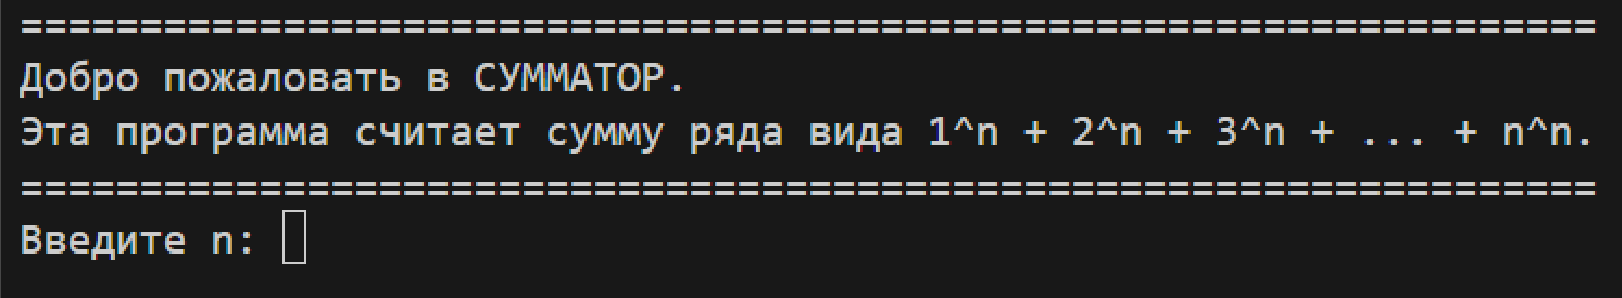 ==================================================================
Добро пожаловать в СУММАТОР.
Эта программа считает сумму ряда вида 1^n + 2^n + 3^n + ... + n^n.
==================================================================
Введите n: